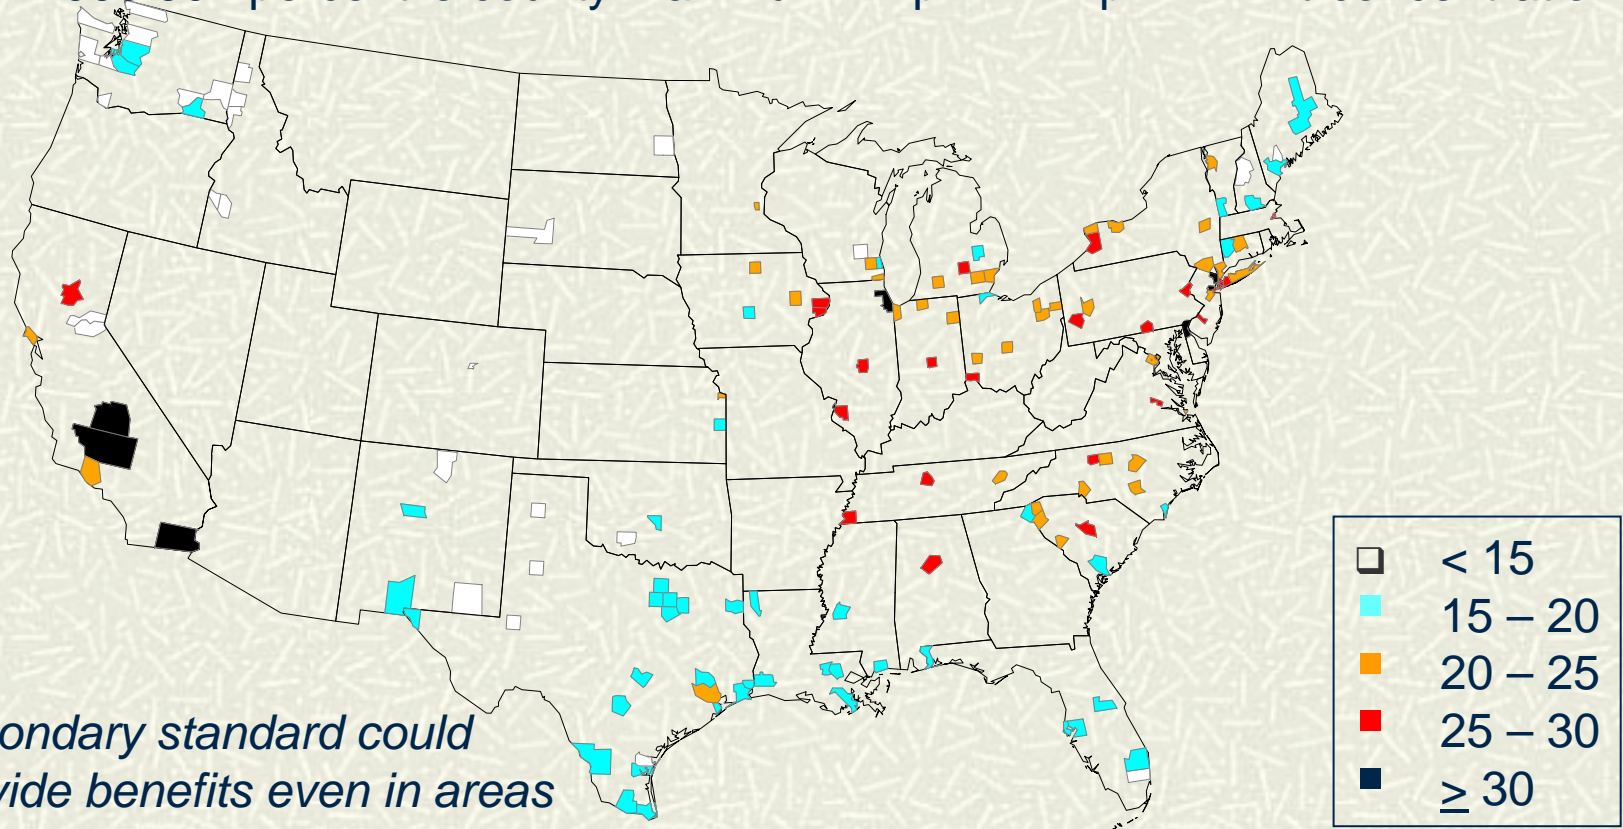 ondary standard could
vide benefits even in areas
< 15
15 – 20
20 – 25
25 – 30
≥ 30